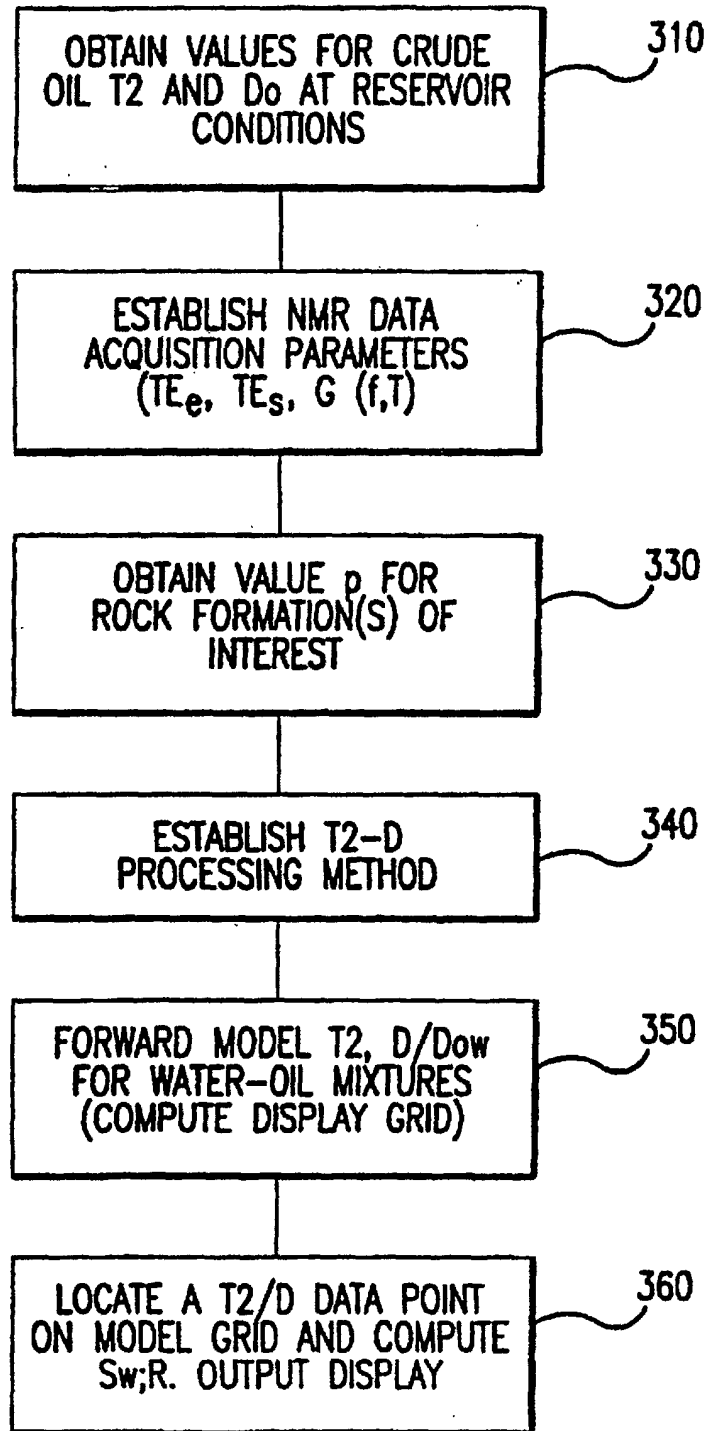 OBTAIN VALUES FOR CRUDE
OIL T2 AND Do AT RESERVOIR
CONDITIONS
310
ESTABLISH NMR DATA
ACQUISITION PARAMETERS
(TEe, TEs, G (f,T)
320
OBTAIN VALUE p FOR
ROCK FORMATION(S) OF
INTEREST
330
ESTABLISH T2-D
PROCESSING METHOD
340
FORWARD MODEL T2, D/Dow
FOR WATER-OIL MIXTURES
(COMPUTE DISPLAY GRID)
350
LOCATE A T2/D DATA POINT
ON MODEL GRID AND COMPUTE
Sw;R. OUTPUT DISPLAY
360